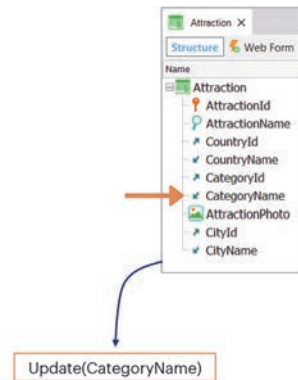 Attraction ×
Structure Web Form
Name
Attraction
AttractionId
AttractionName
CountryId
CountryName
CategoryId
CategoryName
AttractionPhoto
CityId
CityName
Update(CategoryName)